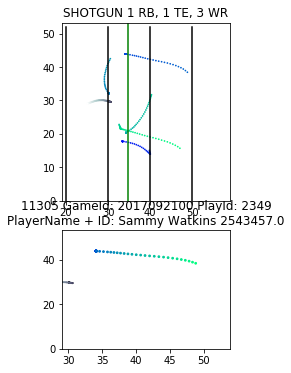 SHOTGUN 1 RB, 1 TE, 3 WR
50
40
30
20
10
0
20 30 40 50
11305 GameId: 2017092100 PlayId: 2349
PlayerName + ID: Sammy Watkins 2543457.0
40
20
0
30 35 40 45 50